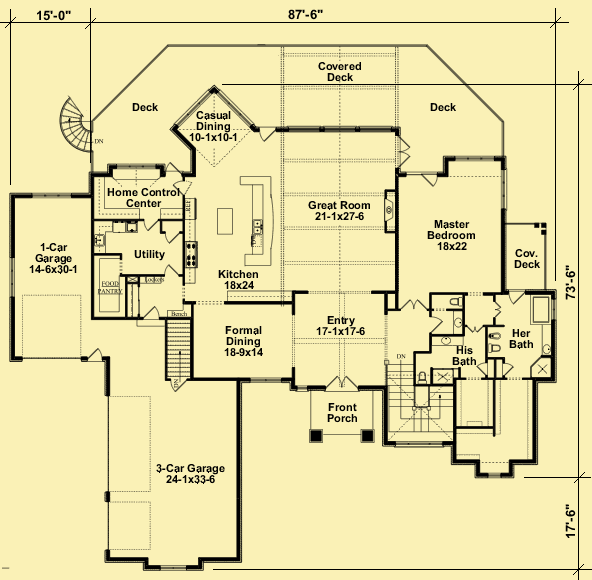 15'-0"
87'-6"
Covered
Deck
Deck
Deck
Casual
Dining
10-1x10-1
DN
Home Control
Center
REF
Great Room
21-1x27-6
Master
Bedroom
18x22
1-Car
Garage
14-6x30-1
Utility
Cov.
Deck
73'-6"
Kitchen
18x24
FOOD
PANTRY
Lockers
Bench
Entry
17-1x17-6
Formal
Dining
18-9x14
Her
Bath
His
Bath
DN
DN
Front
Porch
3-Car Garage
24-1x33-6
17'-6"